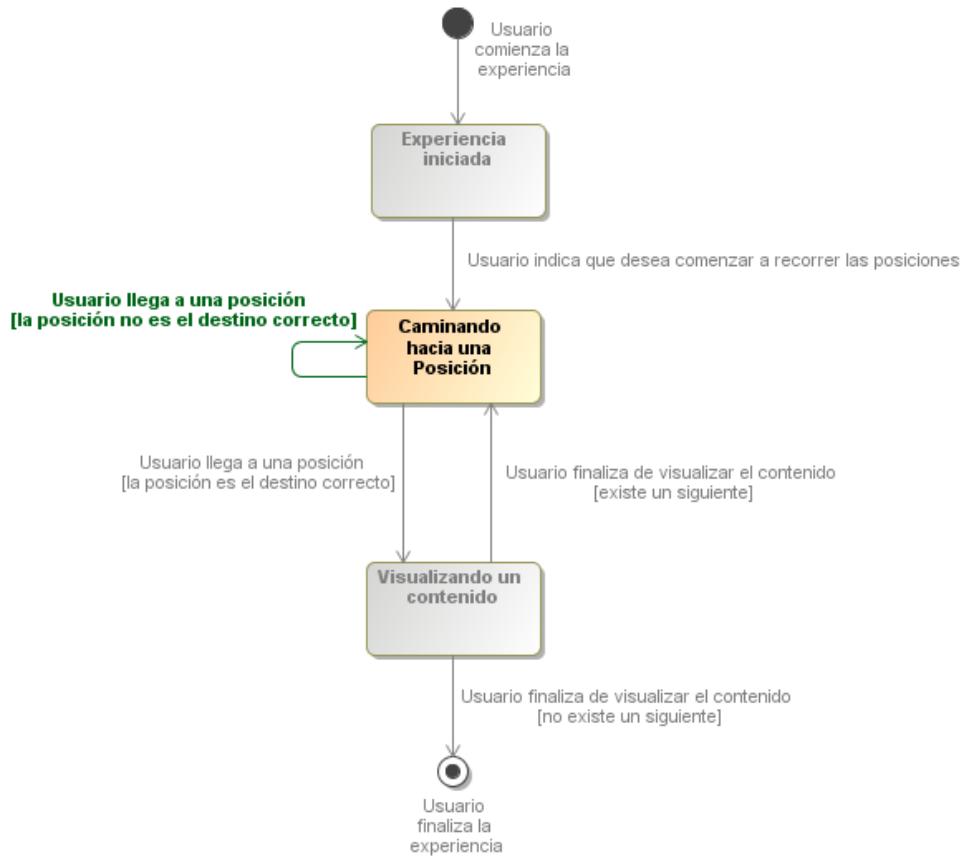 Usuario
comienza la
experiencia
Experiencia
iniciada
Usuario indica que desea comenzar a recorrer las posiciones
Usuario llega a una posición
[la posición no es el destino correcto]
Caminando
hacia una
Posición
Usuario llega a una posición
[la posición es el destino correcto]
Usuario finaliza de visualizar el contenido
[existe un siguiente]
Visualizando un
contenido
Usuario finaliza de visualizar el contenido
[no existe un siguiente]
Usuario
finaliza la
experiencia